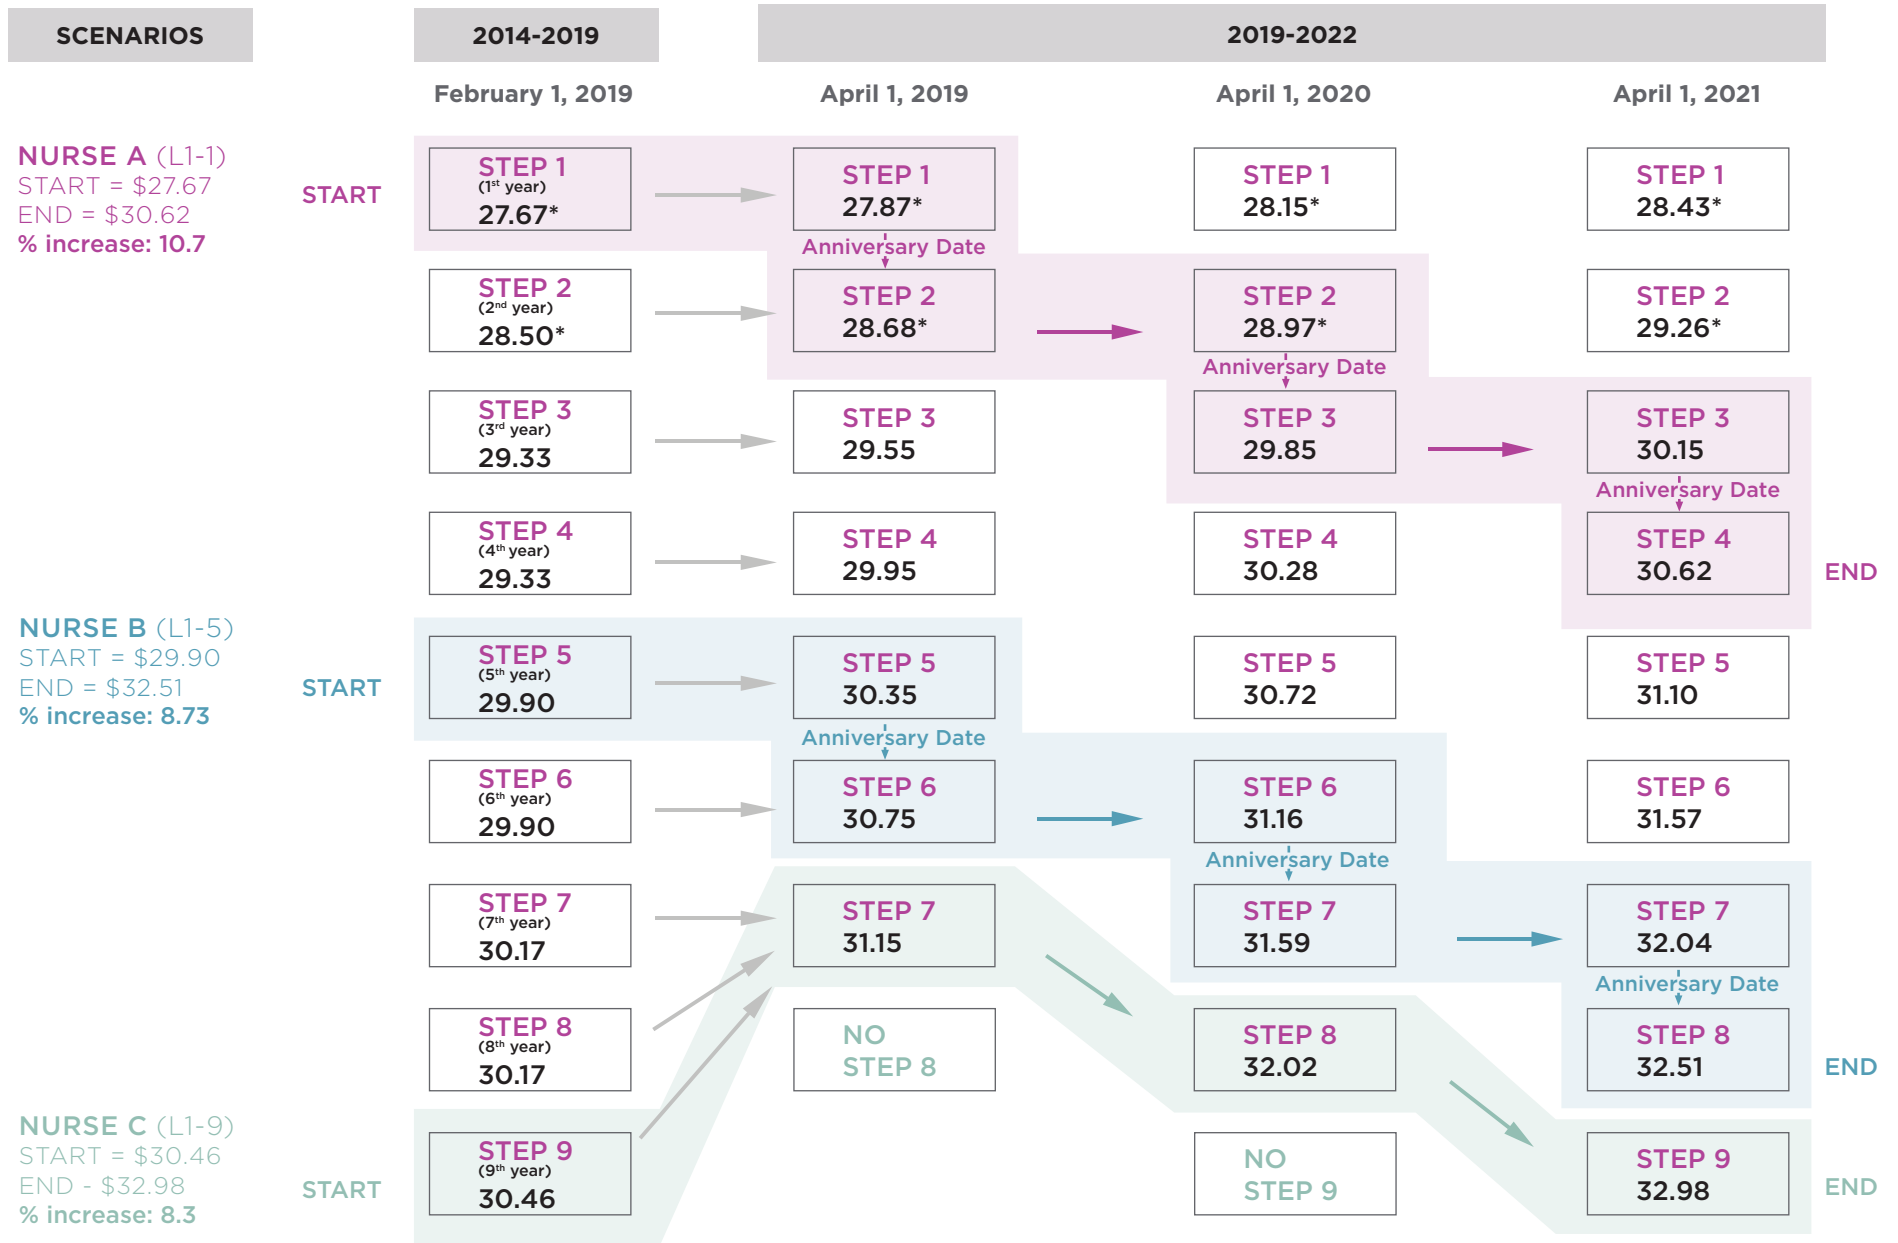 SCENARIOS
2014-2019
2019-2022
February 1, 2019
April 1, 2019
April 1, 2020
April 1, 2021
NURSE A (L1-1)
START = $27.67
END = $30.62
% increase: 10.7
START
STEP 1
(1st year)
27.67*
STEP 1
27.87*
Anniversary Date
STEP 1
28.15*
STEP 1
28.43*
STEP 2
(2nd year)
28.50*
STEP 2
28.68*
STEP 2
28.97*
Anniversary Date
STEP 2
29.26*
STEP 3
(3rd year)
29.33
STEP 3
29.55
STEP 3
29.85
STEP 3
30.15
Anniversary Date
STEP 4
(4th year)
29.33
STEP 4
29.95
STEP 4
30.28
STEP 4
30.62
END
NURSE B (L1-5)
START = $29.90
END = $32.51
% increase: 8.73
START
STEP 5
(5th year)
29.90
STEP 5
30.35
Anniversary Date
STEP 5
30.72
STEP 5
31.10
STEP 6
(6th year)
29.90
STEP 6
30.75
STEP 6
31.16
Anniversary Date
STEP 6
31.57
STEP 7
(7th year)
30.17
STEP 7
31.15
STEP 7
31.59
STEP 7
32.04
Anniversary Date
STEP 8
(8th year)
30.17
NO
STEP 8
STEP 8
32.02
STEP 8
32.51
END
NURSE C (L1-9)
START = $30.46
END - $32.98
% increase: 8.3
START
STEP 9
(9th year)
30.46
NO
STEP 9
STEP 9
32.98
END